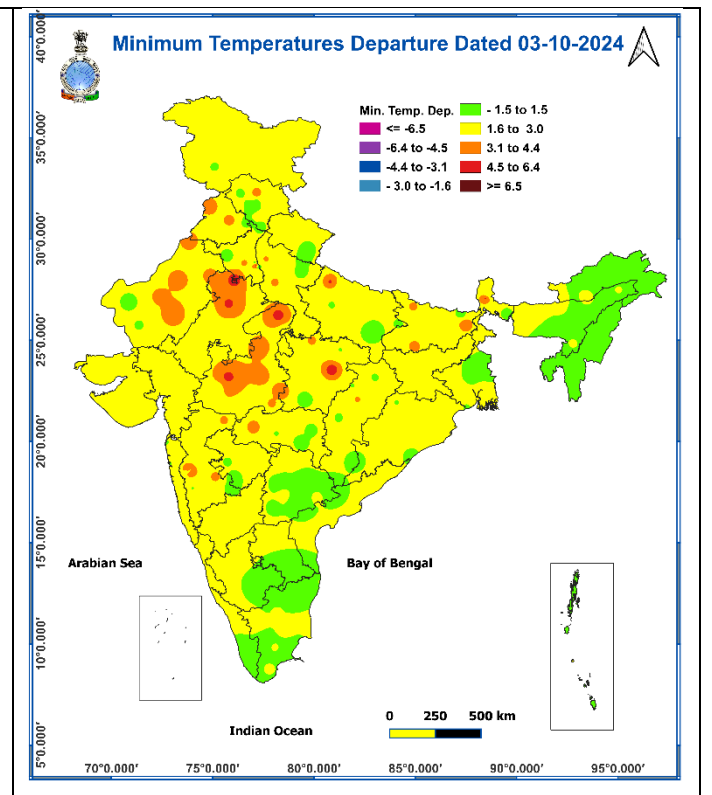 Minimum Temperatures Departure Dated 03-10-2024
Min. Temp. Dep.
<= -6.5
-6.4 to -4.5
-4.4 to -3.1
- 3.0 to -1.6
- 1.5 to 1.5
1.6 to 3.0
3.1 to 4.4
4.5 to 6.4
>= 6.5
40°0.000'
35°0.000'
30°0.000'
25°0.000'
20°0.000'
15°0.000'
10°0.000'
5°0.000'
Arabian Sea
Bay of Bengal
Indian Ocean
0 250 500 km
70°0.000' 75°0.000' 80°0.000' 85°0.000' 90°0.000' 95°0.000'